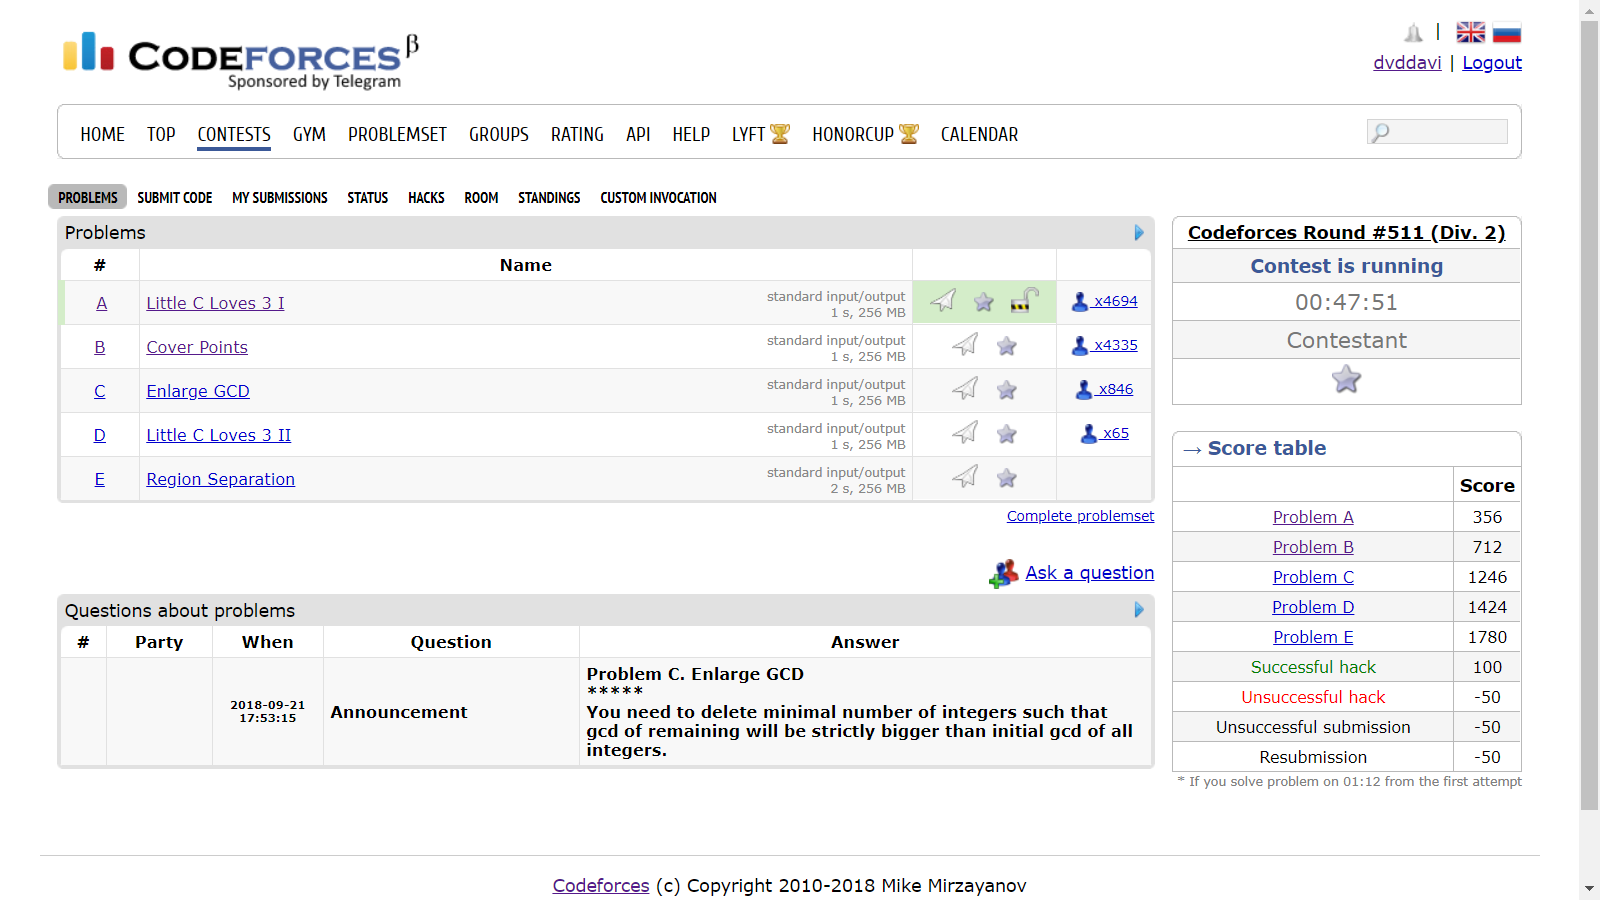 CODEFORCES β
Sponsored by Telegram
|
dvddavi | Logout
HOME TOP CONTESTS GYM PROBLEMSET GROUPS RATING API HELP LYFT HONORCUP CALENDAR
PROBLEMS SUBMIT CODE MY SUBMISSIONS STATUS HACKS ROOM STANDINGS CUSTOM INVOCATION
Problems
# Name
A Little C Loves 3 I standard input/output
1 s, 256 MB
x4694
B Cover Points standard input/output
1 s, 256 MB
x4335
C Enlarge GCD standard input/output
1 s, 256 MB
x846
D Little C Loves 3 II standard input/output
1 s, 256 MB
x65
E Region Separation standard input/output
2 s, 256 MB
Complete problemset
Ask a question
Questions about problems
# Party When Question Answer
2018-09-21
17:53:15
Announcement
Problem C. Enlarge GCD
*****
You need to delete minimal number of integers such that
gcd of remaining will be strictly bigger than initial gcd of all
integers.
Codeforces Round #511 (Div. 2)
Contest is running
00:47:51
Contestant
→ Score table
Score
Problem A 356
Problem B 712
Problem C 1246
Problem D 1424
Problem E 1780
Successful hack 100
Unsuccessful hack -50
Unsuccessful submission -50
Resubmission -50
* If you solve problem on 01:12 from the first attempt
Codeforces (c) Copyright 2010-2018 Mike Mirzayanov